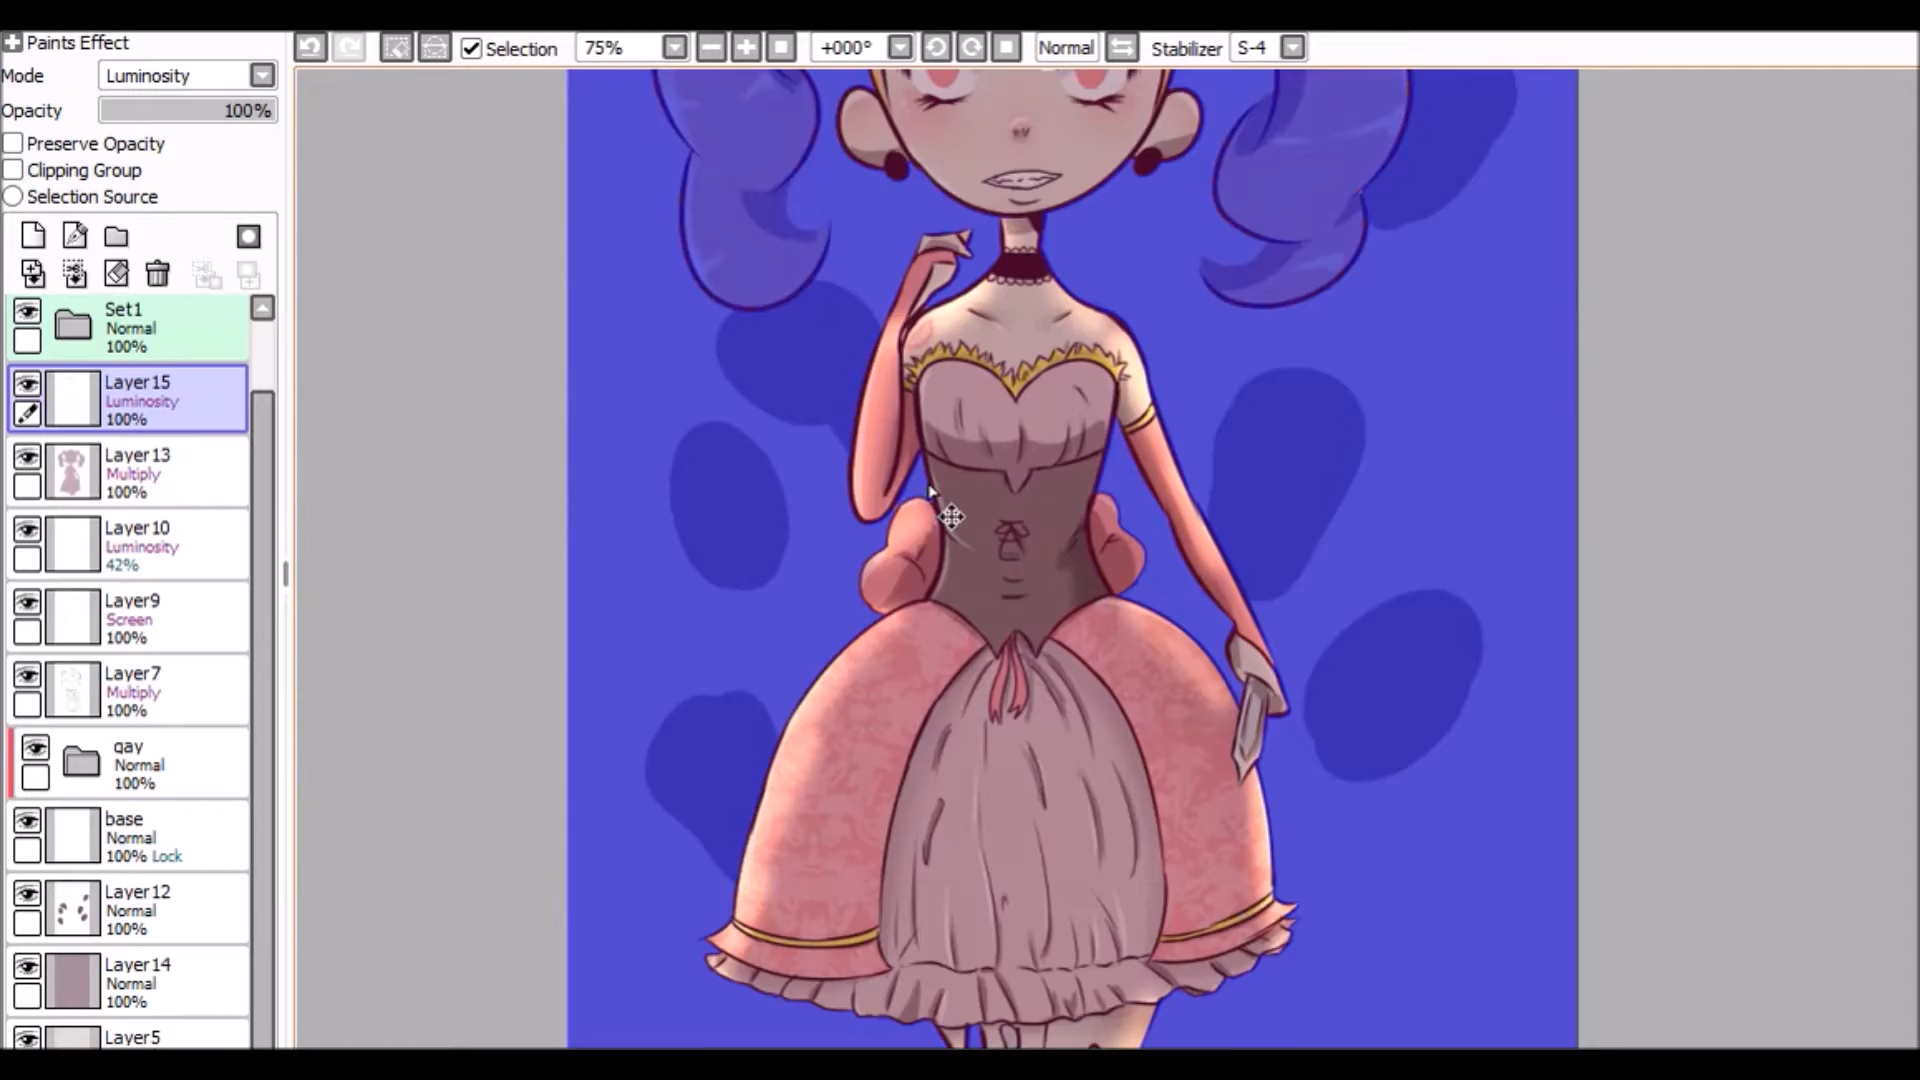 Paints Effect
Mode Luminosity
Opacity 100%
Preserve Opacity
Clipping Group
Selection Source
Selection 75% +000° Normal Stabilizer S-4
Set1
Normal
100%
Layer15
Luminosity
100%
Layer13
Multiply
100%
Layer10
Luminosity
42%
Layer9
Screen
100%
Layer7
Multiply
100%
gay
Normal
100%
base
Normal
100% Lock
Layer12
Normal
100%
Layer14
Normal
100%
Layer5